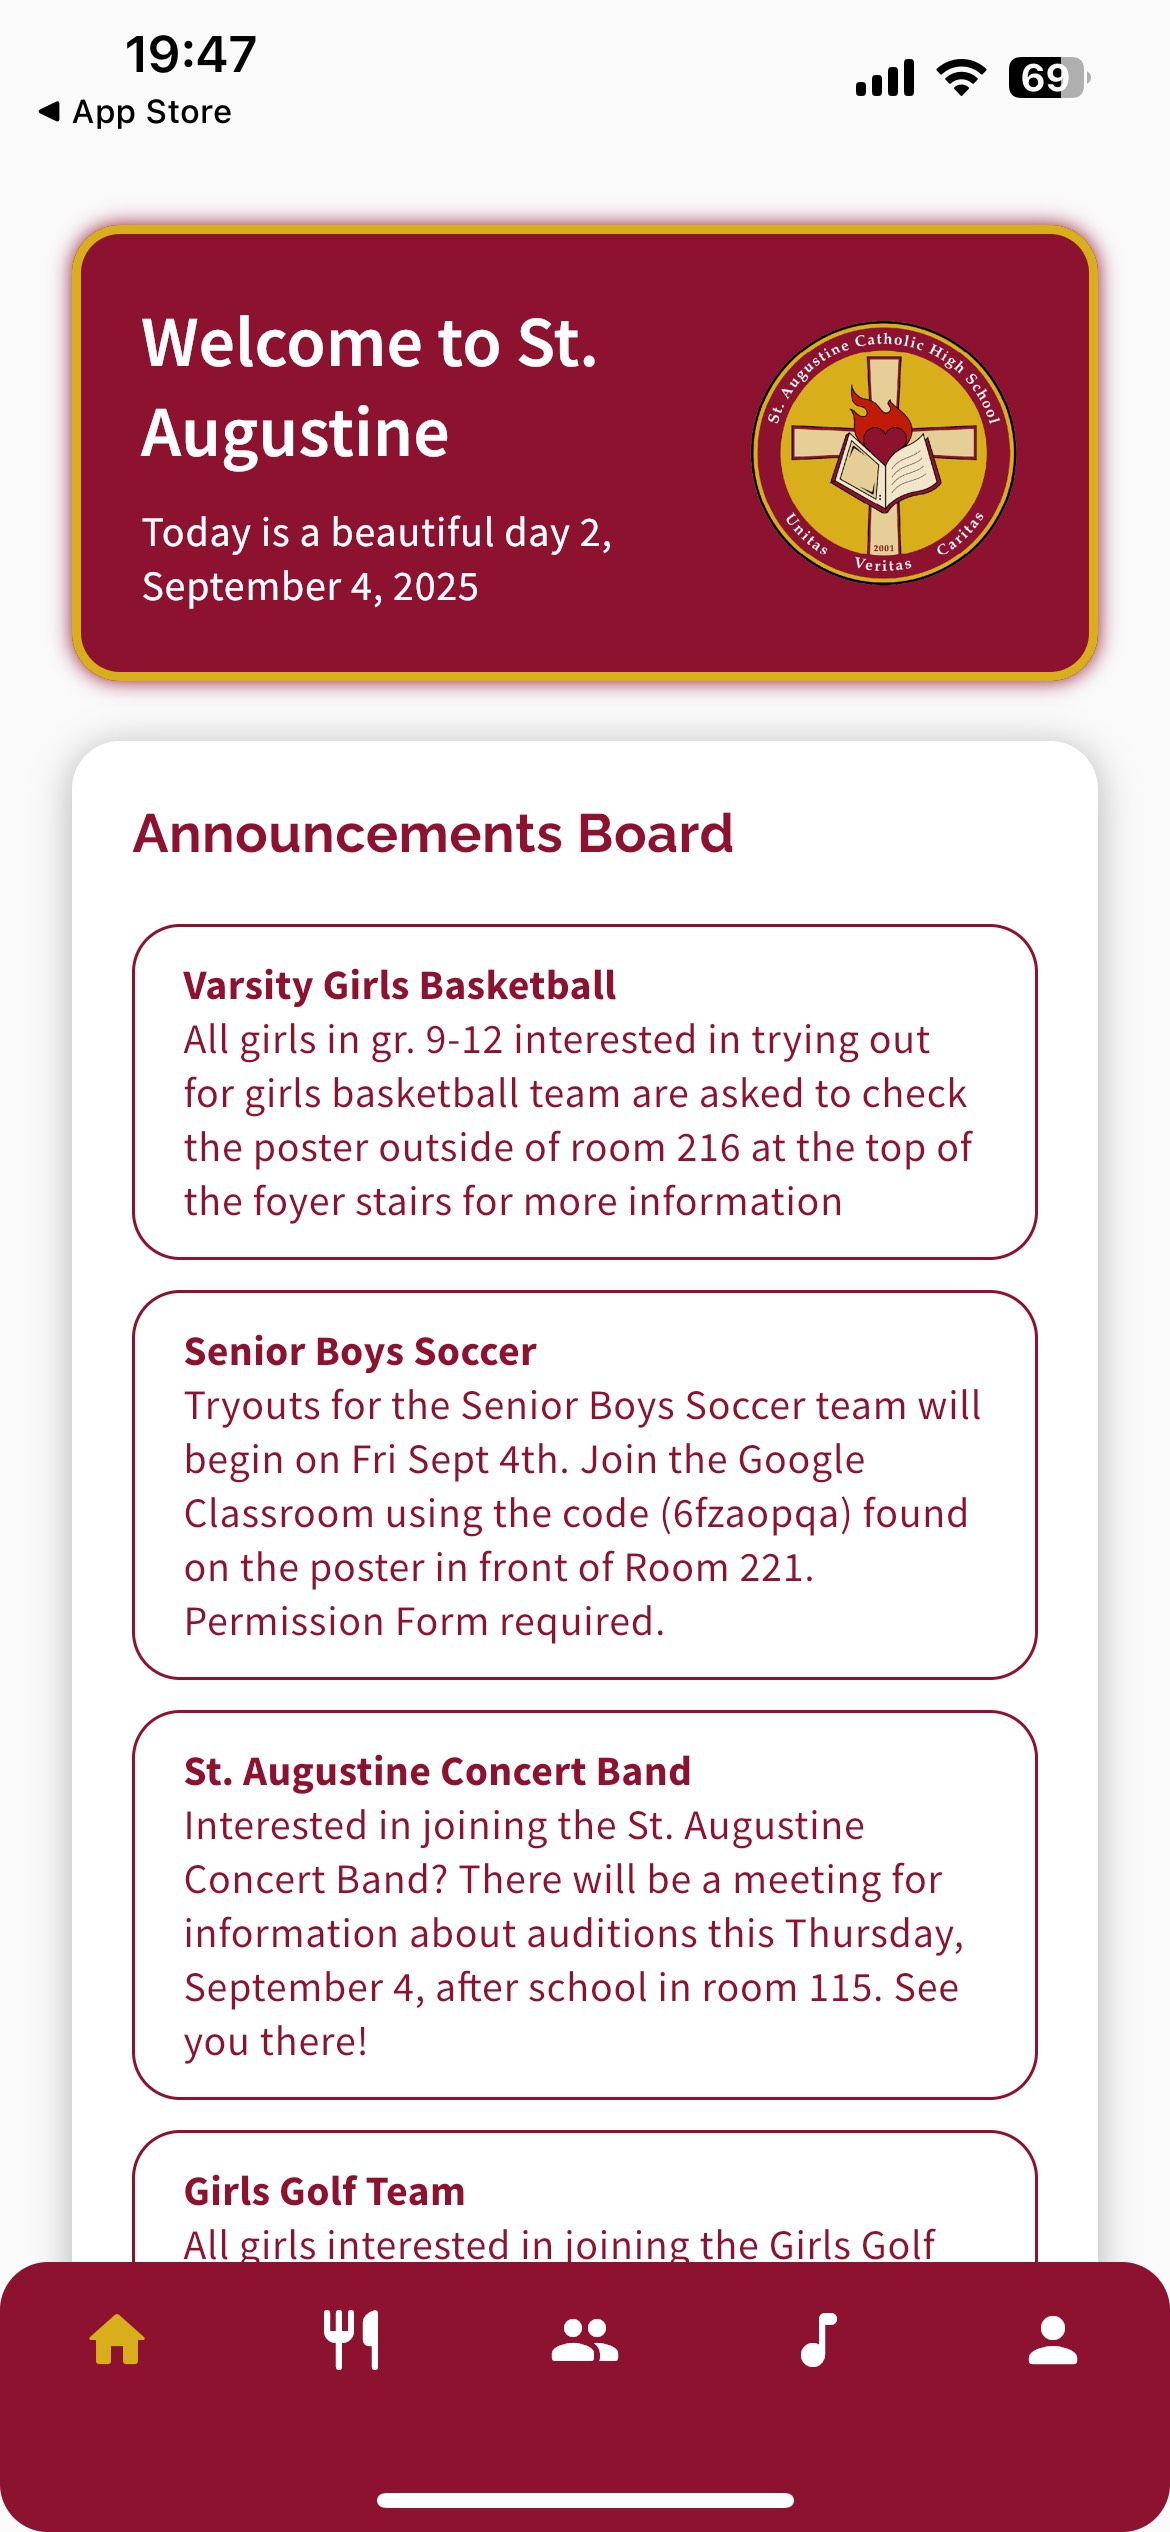 19:47
69
App Store
Welcome to St.
Augustine
Today is a beautiful day 2,
September 4, 2025
St. Augustine Catholic High School
2001
Unitas Veritas Caritas
Announcements Board
Varsity Girls Basketball
All girls in gr. 9-12 interested in trying out
for girls basketball team are asked to check
the poster outside of room 216 at the top of
the foyer stairs for more information
Senior Boys Soccer
Tryouts for the Senior Boys Soccer team will
begin on Fri Sept 4th. Join the Google
Classroom using the code (6fzaopqa) found
on the poster in front of Room 221.
Permission Form required.
St. Augustine Concert Band
Interested in joining the St. Augustine
Concert Band? There will be a meeting for
information about auditions this Thursday,
September 4, after school in room 115. See
you there!
Girls Golf Team
All girls interested in joining the Girls Golf